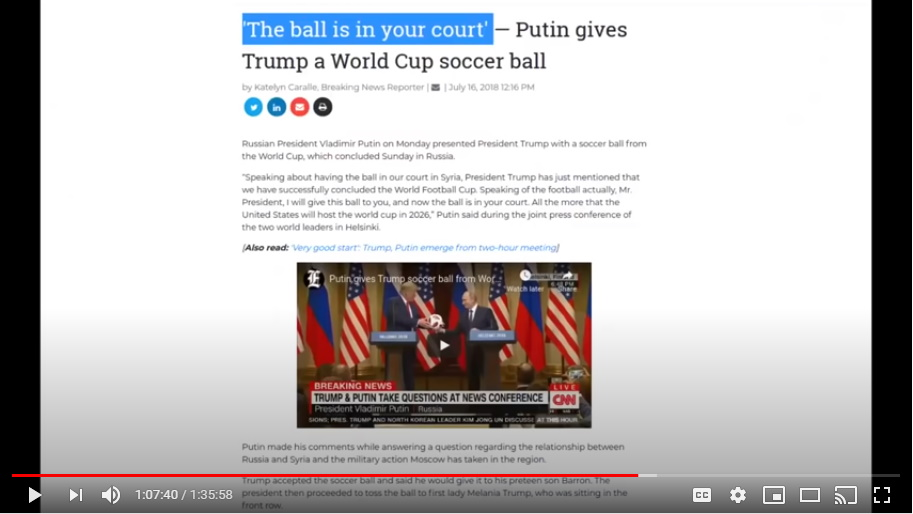 'The ball is in your court' — Putin gives
Trump a World Cup soccer ball
by Katelyn Caralle, Breaking News Reporter | | July 16, 2018 12:16 PM
Russian President Vladimir Putin on Monday presented President Trump with a soccer ball from
the World Cup, which concluded Sunday in Russia.
"Speaking about having the ball in our court in Syria, President Trump has just mentioned that
we have successfully concluded the World Football Cup. Speaking of the football actually, Mr.
President, I will give this ball to you, and now the ball is in your court. All the more that the
United States will host the world cup in 2026," Putin said during the joint press conference of
the two world leaders in Helsinki.
[Also read: 'Very good start': Trump, Putin emerge from two-hour meeting]
Putin gives Trump soccer ball from Wor...
Watch later Share
HELSINKI 2018 HELSINKI 2018
BREAKING NEWS
LIVE
TRUMP & PUTIN TAKE QUESTIONS AT NEWS CONFERENCE
CNN
President Vladimir Putin | Russia
SIONS; PRES. TRUMP AND NORTH KOREAN LEADER KIM JONG UN DISCUSSED AT THIS HOUR
Putin made his comments while answering a question regarding the relationship between
Russia and Syria and the military action Moscow has taken in the region.
Trump accepted the soccer ball and said he would give it to his preteen son Barron. The
president then proceeded to toss the ball to first lady Melania Trump, who was sitting in the
front row.
1:07:40 / 1:35:58
CC